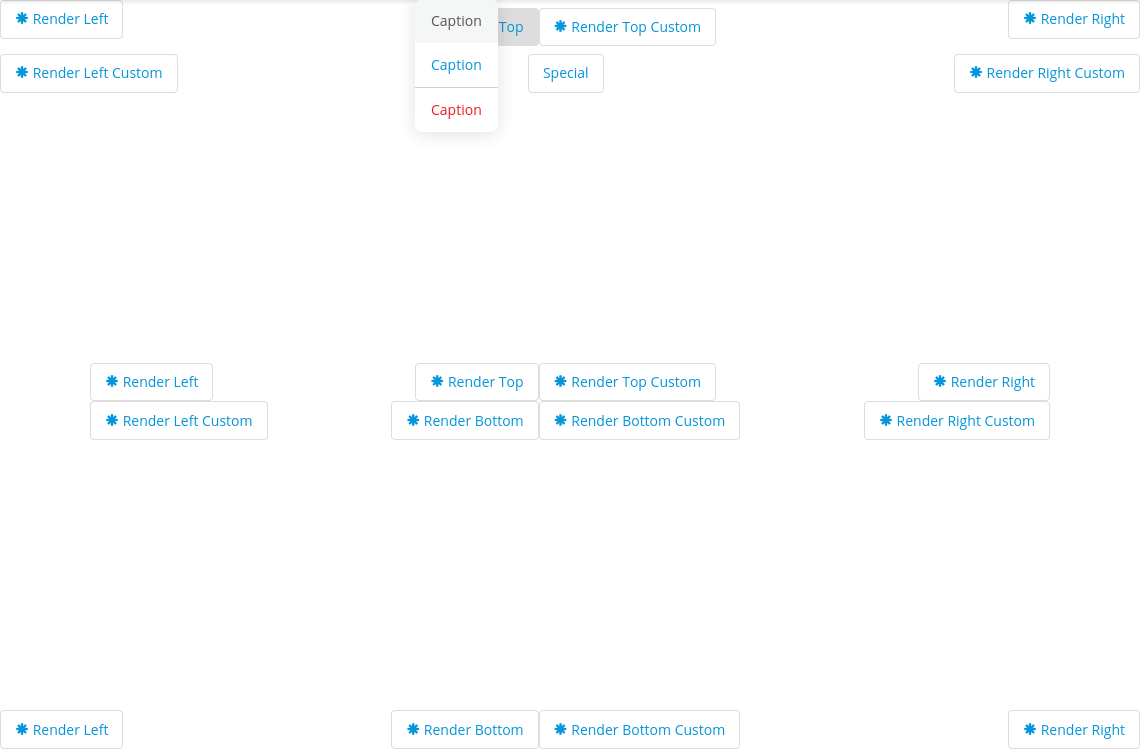 Render Left
Caption
Top
Render Top Custom
Render Right
Render Left Custom
Caption
Special
Render Right Custom
Caption
Render Left
Render Top
Render Top Custom
Render Right
Render Left Custom
Render Bottom
Render Bottom Custom
Render Right Custom
Render Left
Render Bottom
Render Bottom Custom
Render Right